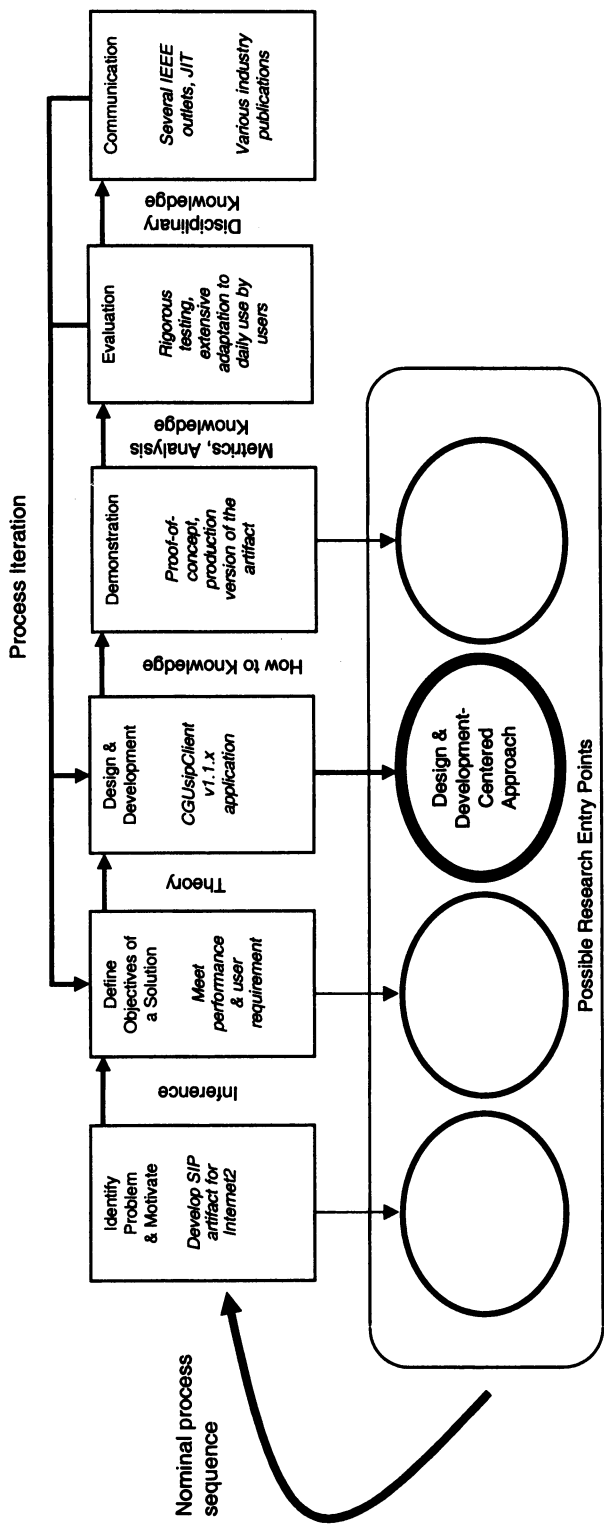 Process Iteration
Nominal process
sequence
Identify
Problem
& Motivate
Develop SIP
artifact for
Internet2
Inference
Define
Objectives of
a Solution
Meet
performance
& user
requirement
Theory
Design &
Development
CGUsipClient
v1.1.x
application
How to Knowledge
Demonstration
Proof-of-
concept,
production
version of the
artifact
Metrics, Analysis
Knowledge
Evaluation
Rigorous
testing,
extensive
adaptation to
daily use by
users
Disciplinary
Knowledge
Communication
Several IEEE
outlets, JIT
Various industry
publications
Design &
Development-
Centered
Approach
Possible Research Entry Points